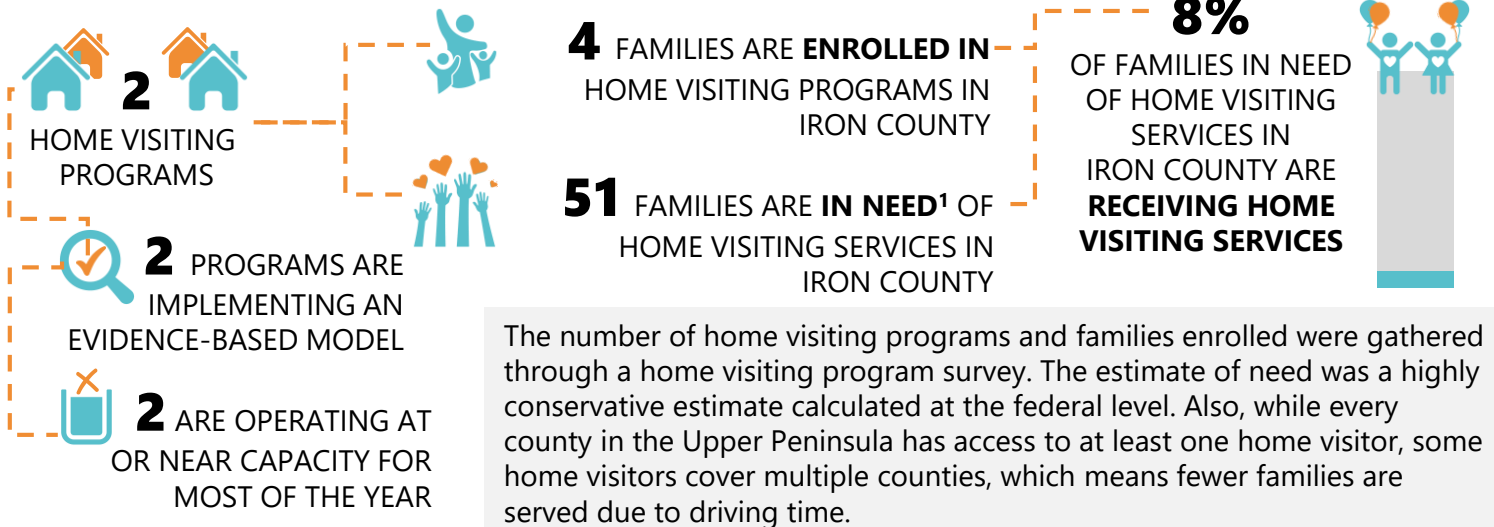 2
HOME VISITING
PROGRAMS
2 PROGRAMS ARE
IMPLEMENTING AN
EVIDENCE-BASED MODEL
2 ARE OPERATING AT
OR NEAR CAPACITY FOR
MOST OF THE YEAR
4 FAMILIES ARE ENROLLED IN
HOME VISITING PROGRAMS IN
IRON COUNTY
51 FAMILIES ARE IN NEED¹ OF
HOME VISITING SERVICES IN
IRON COUNTY
8%
OF FAMILIES IN NEED
OF HOME VISITING
SERVICES IN
IRON COUNTY ARE
RECEIVING HOME
VISITING SERVICES
The number of home visiting programs and families enrolled were gathered
through a home visiting program survey. The estimate of need was a highly
conservative estimate calculated at the federal level. Also, while every
county in the Upper Peninsula has access to at least one home visitor, some
home visitors cover multiple counties, which means fewer families are
served due to driving time.